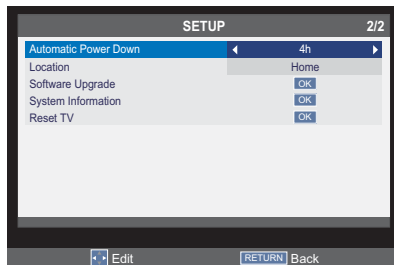 SETUP 2/2
Automatic Power Down 4h
Location Home
Software Upgrade OK
System Information OK
Reset TV OK
Edit RETURN Back